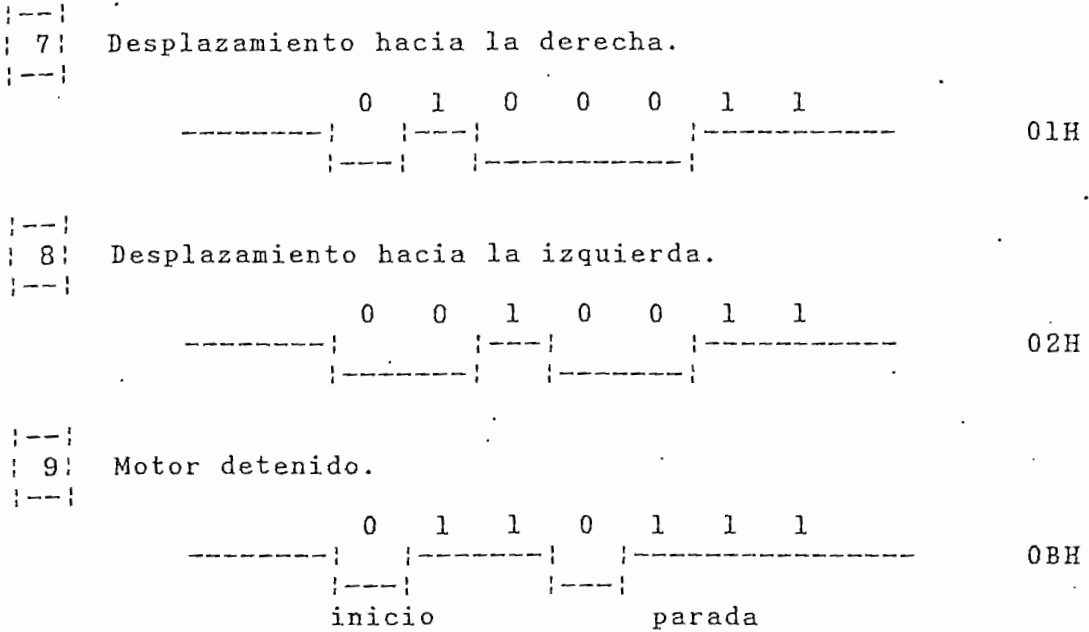 |--|
| 7| Desplazamiento hacia la derecha.
|--|
0 1 0 0 0 1 1
--------| |---| |----------- 01H
|---| |-----------|
|--|
| 8| Desplazamiento hacia la izquierda.
|--|
0 0 1 0 0 1 1
--------| |---| |----------- 02H
|-------| |-------|
|--|
| 9| Motor detenido.
|--|
0 1 1 0 1 1 1
--------| |-------| |---------------- 0BH
|---| |---|
inicio parada